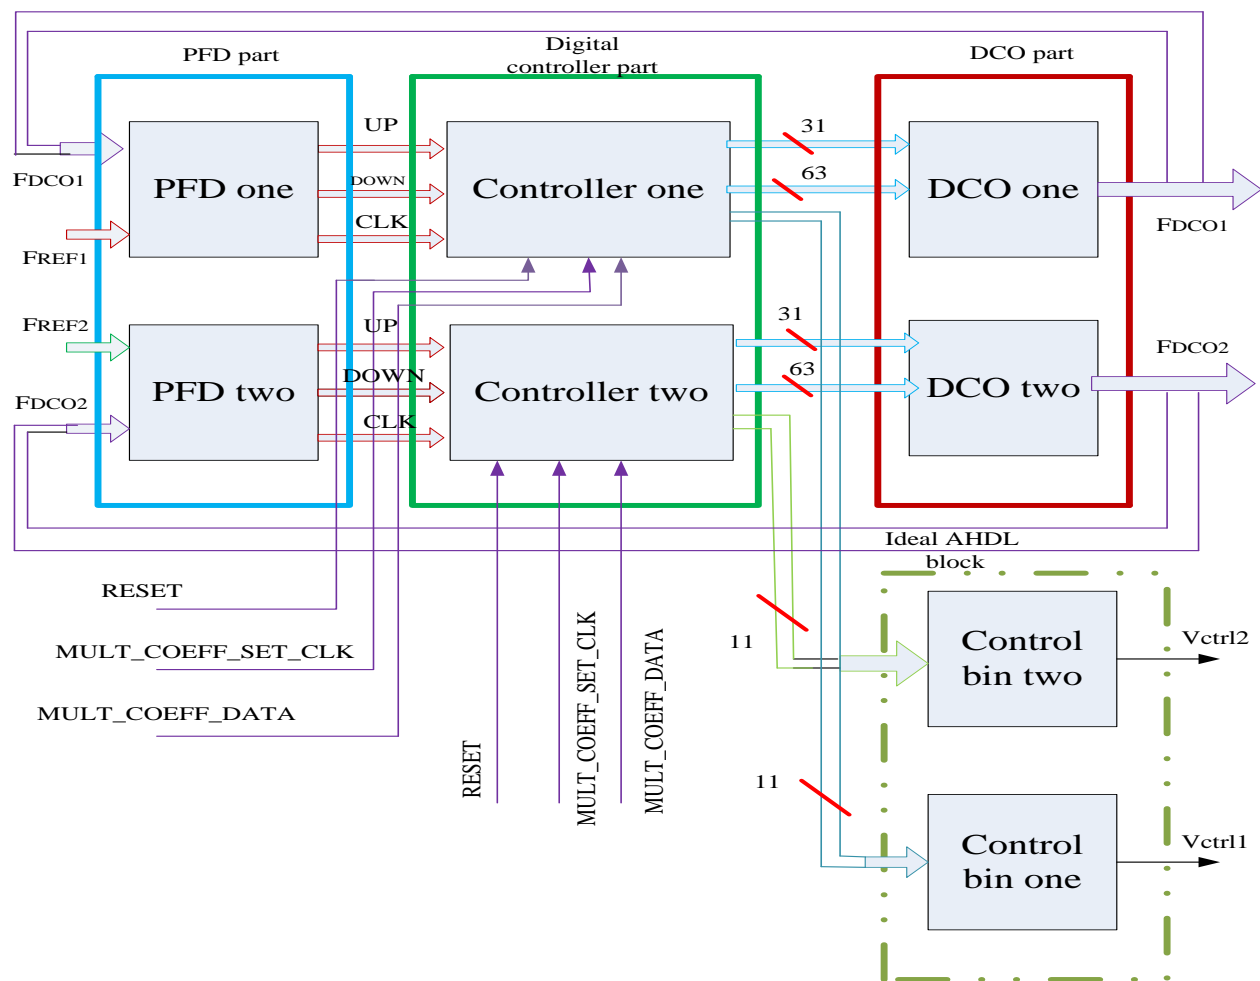 PFD part
Digital
controller part
DCO part
UP
31
FDCO1
PFD one
DOWN
Controller one
63
DCO one
CLK
FREF1
FDCO1
FREF2
UP
31
FDCO2
PFD two
DOWN
Controller two
63
DCO two
FDCO2
CLK
Ideal AHDL
block
RESET
MULT_COEFF_SET_CLK
MULT_COEFF_DATA
RESET
MULT_COEFF_SET_CLK
MULT_COEFF_DATA
11
Control
bin two
Vctrl2
11
Control
bin one
Vctrl1